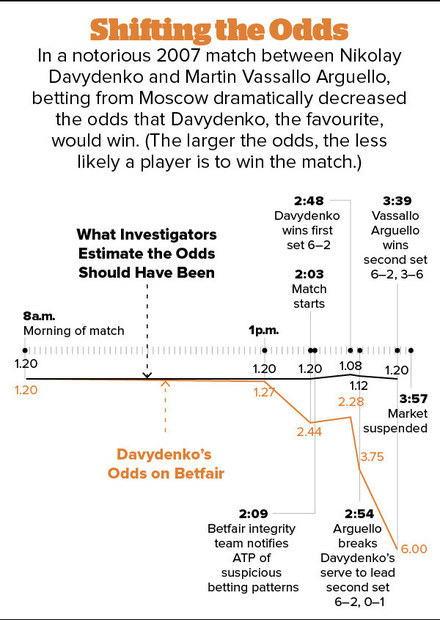 Shifting the Odds
In a notorious 2007 match between Nikolay
Davydenko and Martin Vassallo Arguello,
betting from Moscow dramatically decreased
the odds that Davydenko, the favourite,
would win. (The larger the odds, the less
likely a player is to win the match.)
2:48
Davydenko
wins first
set 6–2
3:39
Vassallo
Arguello
wins
second set
6–2, 3–6
What Investigators
Estimate the Odds
Should Have Been
2:03
Match
starts
8a.m.
Morning of match
1p.m.
1.20
1.20
1.20
1.08
1.12
1.20
3:57
Market
suspended
1.20
1.27
2.44
2.28
3.75
6.00
Davydenko’s
Odds on Betfair
2:09
Betfair integrity
team notifies
ATP of
suspicious
betting patterns
2:54
Arguello
breaks
Davydenko’s
serve to lead
second set
6–2, 0–1